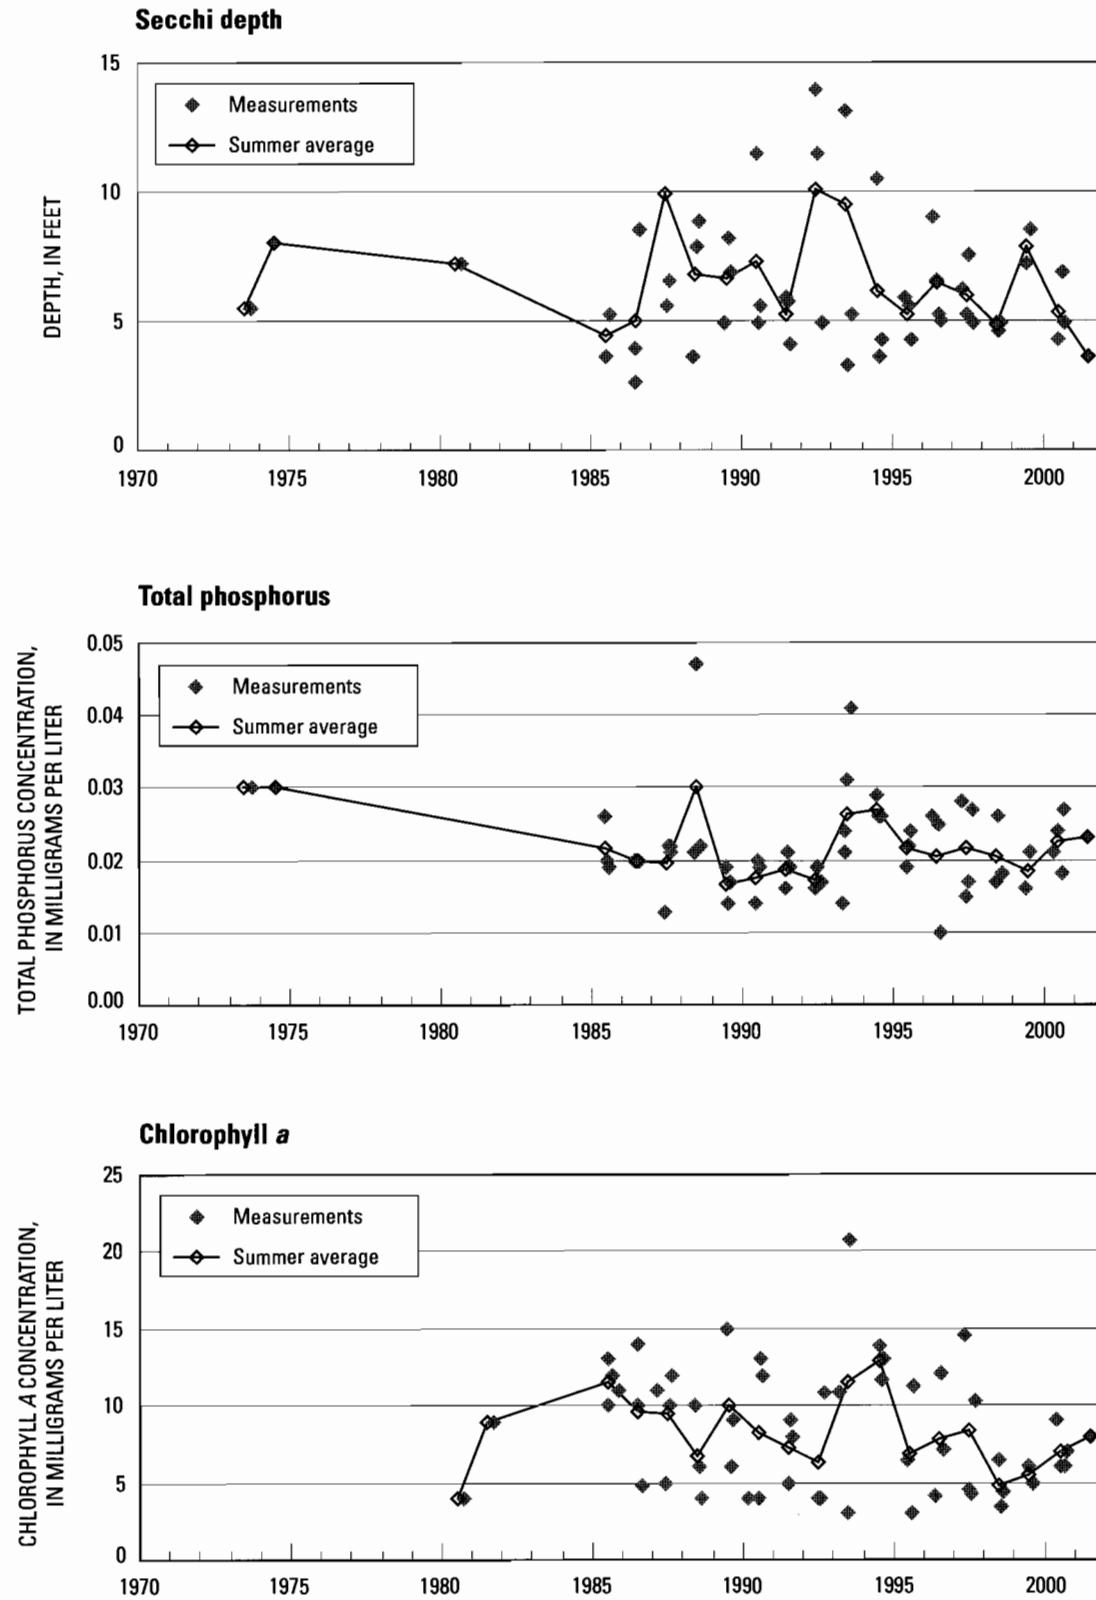 Secchi depth
15
10
5
0
DEPTH, IN FEET
Measurements
Summer average
1970 1975 1980 1985 1990 1995 2000
Total phosphorus
0.05
0.04
0.03
0.02
0.01
0.00
TOTAL PHOSPHORUS CONCENTRATION,
IN MILLIGRAMS PER LITER
Measurements
Summer average
1970 1975 1980 1985 1990 1995 2000
Chlorophyll a
25
20
15
10
5
0
CHLOROPHYLL A CONCENTRATION,
IN MILLIGRAMS PER LITER
Measurements
Summer average
1970 1975 1980 1985 1990 1995 2000